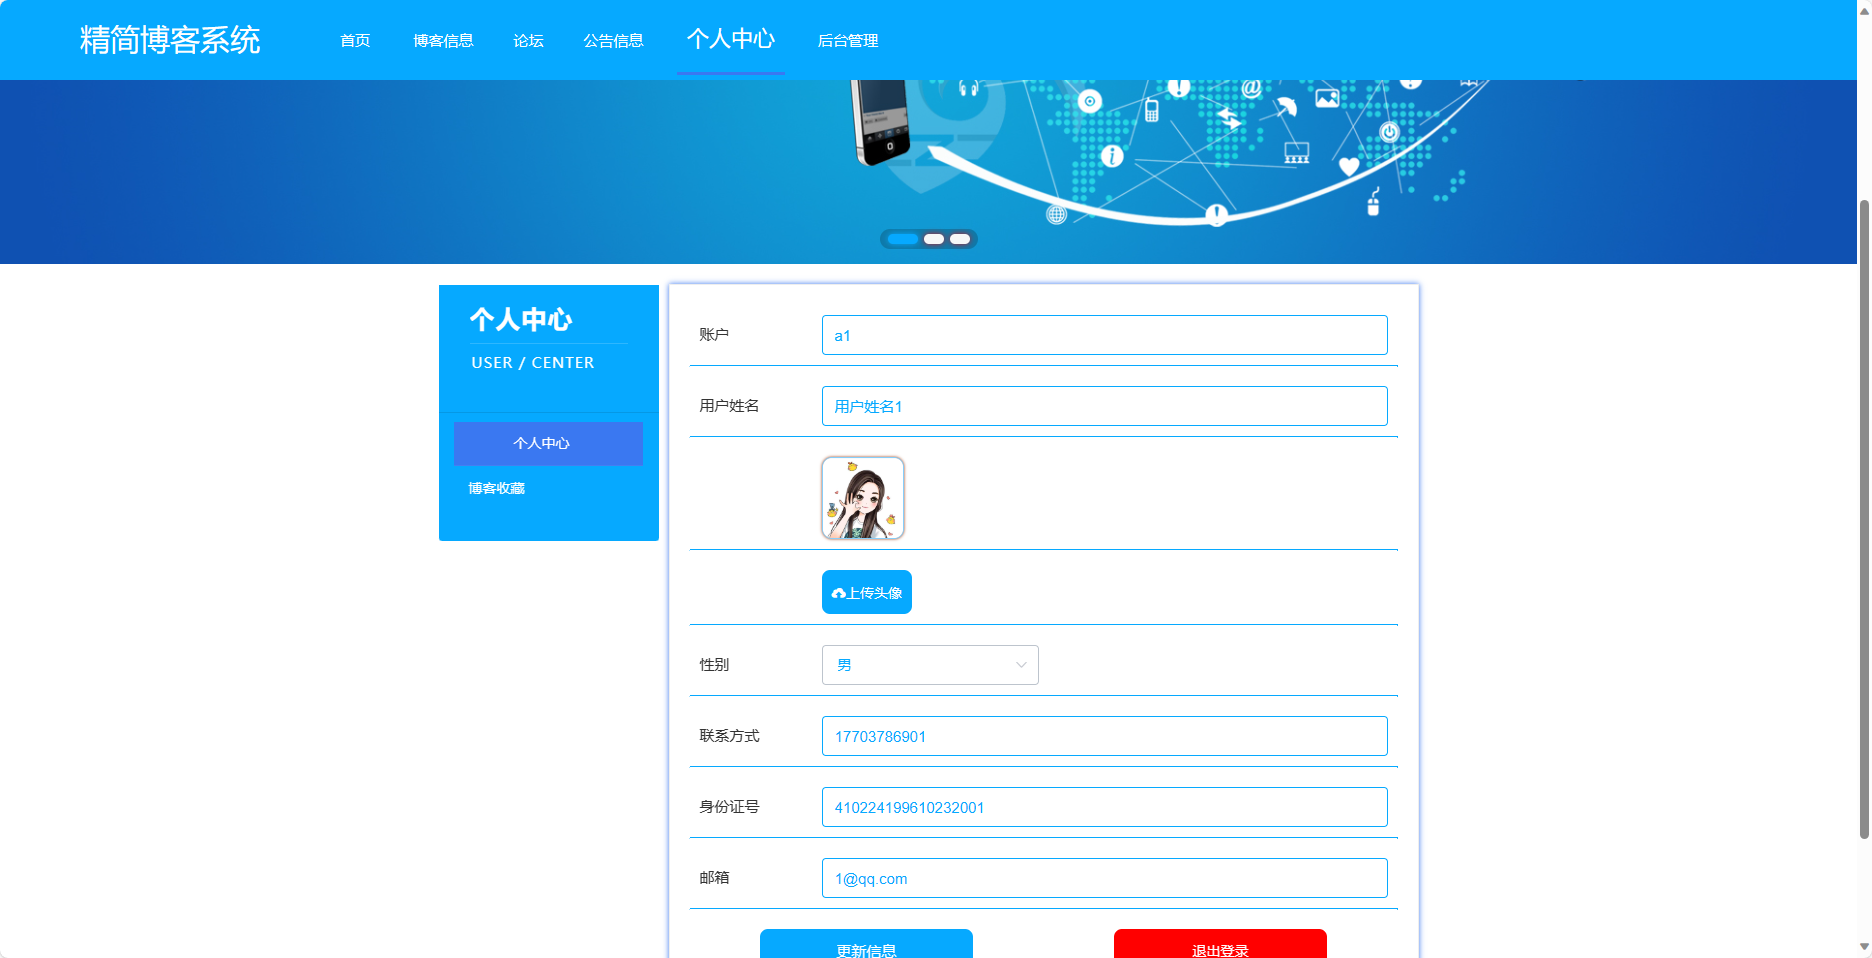 精简博客系统
首页
博客信息
论坛
公告信息
个人中心
后台管理
个人中心
USER / CENTER
个人中心
博客收藏
账户
a1
用户姓名
用户姓名1
上传头像
性别
男
联系方式
17703786901
身份证号
410224199610232001
邮箱
1@qq.com
更新信息
退出登录